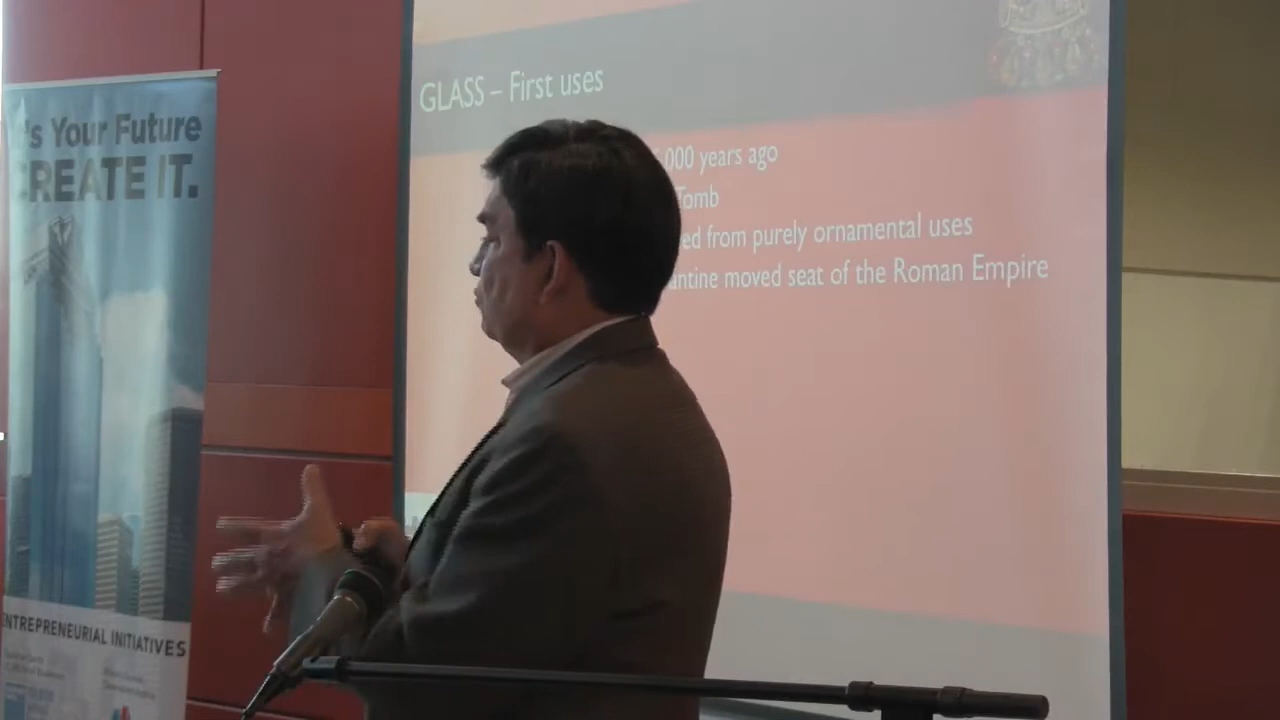 's Your Future
CREATE IT.
ENTREPRENEURIAL INITIATIVES
GLASS – First uses
,000 years ago
Tomb
ed from purely ornamental uses
antine moved seat of the Roman Empire